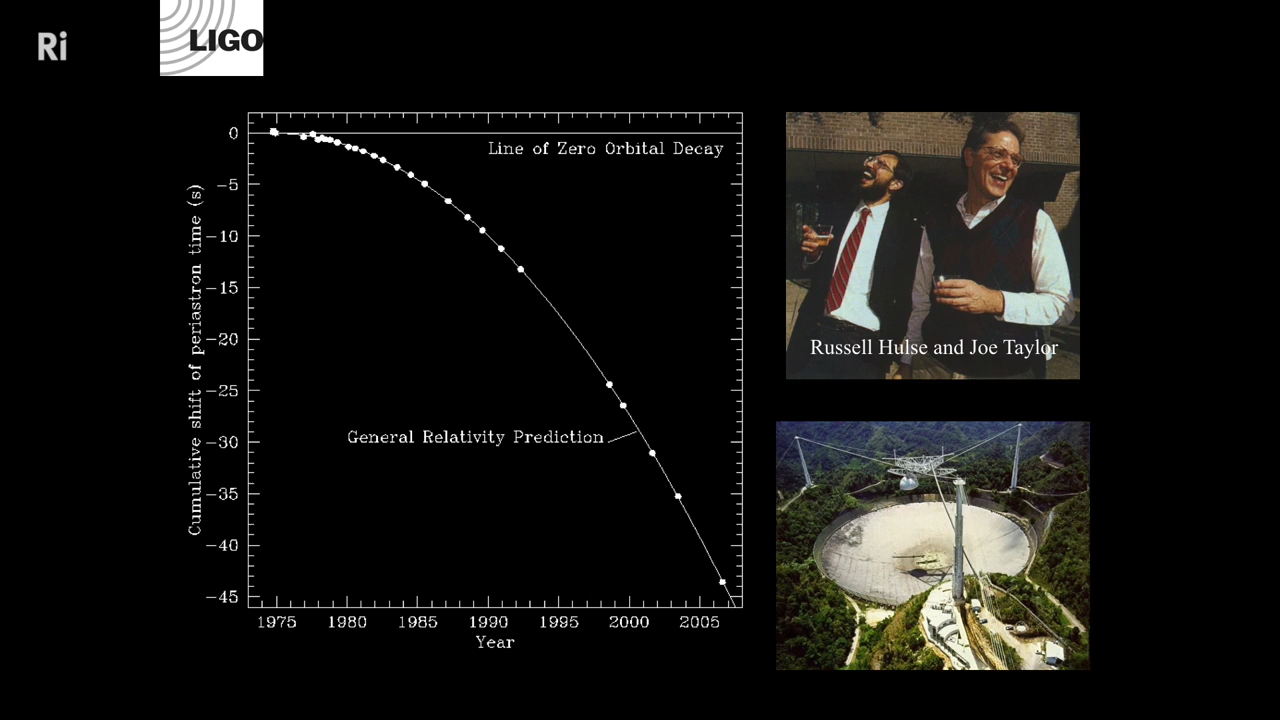 Ri
LIGO
0
Line of Zero Orbital Decay
−5
−10
−15
−20
−25
−30
−35
−40
−45
Cumulative shift of periastron time (s)
General Relativity Prediction
1975 1980 1985 1990 1995 2000 2005
Year
Russell Hulse and Joe Taylor